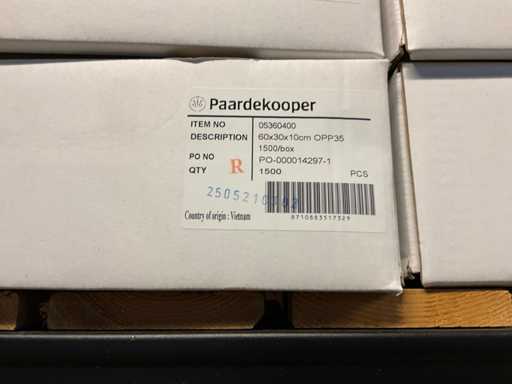 Paardekooper
ITEM NO 05360400
DESCRIPTION 60x30x10cm OPP35
1500/box
PO NO PO-000014297-1
QTY R 1500 PCS
Country of origin : Vietnam